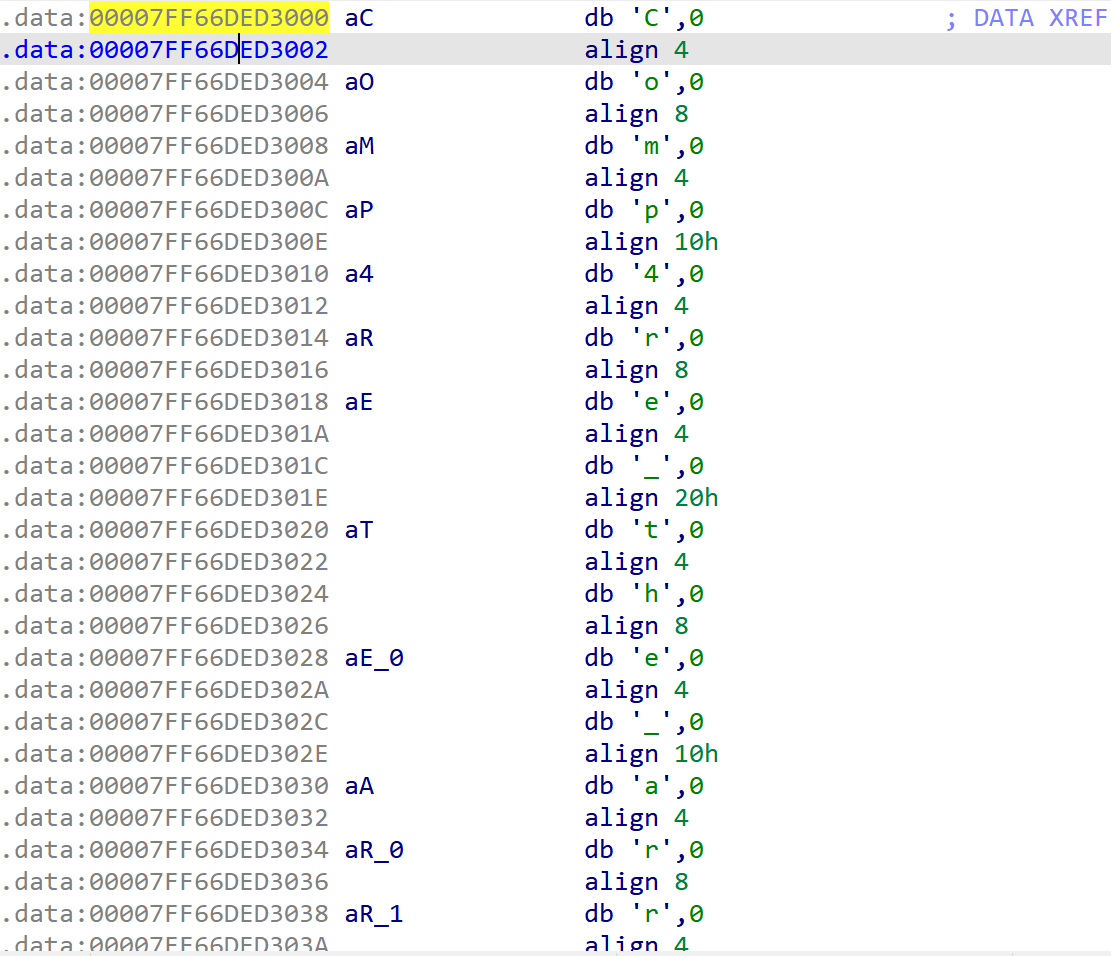 .data:00007FF66DED3000 aC db 'C',0 ; DATA XREF
.data:00007FF66DED3002 align 4
.data:00007FF66DED3004 aO db 'o',0
.data:00007FF66DED3006 align 8
.data:00007FF66DED3008 aM db 'm',0
.data:00007FF66DED300A align 4
.data:00007FF66DED300C aP db 'p',0
.data:00007FF66DED300E align 10h
.data:00007FF66DED3010 a4 db '4',0
.data:00007FF66DED3012 align 4
.data:00007FF66DED3014 aR db 'r',0
.data:00007FF66DED3016 align 8
.data:00007FF66DED3018 aE db 'e',0
.data:00007FF66DED301A align 4
.data:00007FF66DED301C db '_',0
.data:00007FF66DED301E align 20h
.data:00007FF66DED3020 aT db 't',0
.data:00007FF66DED3022 align 4
.data:00007FF66DED3024 db 'h',0
.data:00007FF66DED3026 align 8
.data:00007FF66DED3028 aE_0 db 'e',0
.data:00007FF66DED302A align 4
.data:00007FF66DED302C db '_',0
.data:00007FF66DED302E align 10h
.data:00007FF66DED3030 aA db 'a',0
.data:00007FF66DED3032 align 4
.data:00007FF66DED3034 aR_0 db 'r',0
.data:00007FF66DED3036 align 8
.data:00007FF66DED3038 aR_1 db 'r',0
.data:00007FF66DED303A align 4